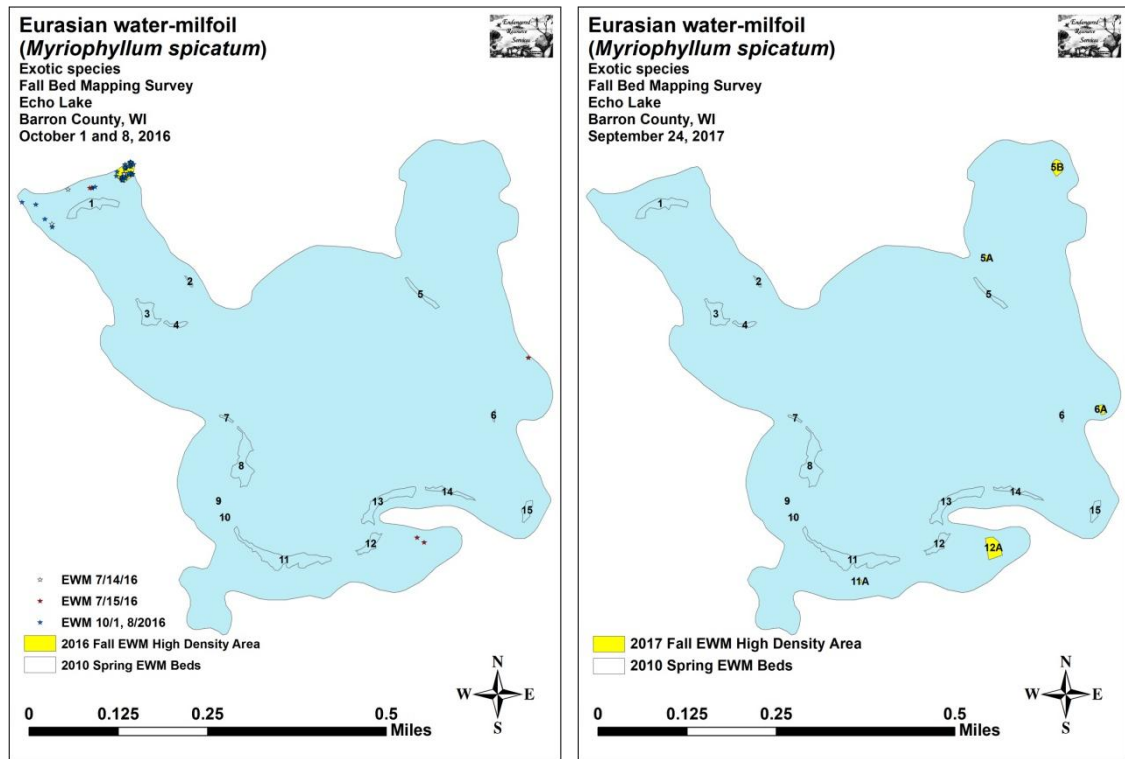 Eurasian water-milfoil
(Myriophyllum spicatum)
Exotic species
Fall Bed Mapping Survey
Echo Lake
Barron County, WI
October 1 and 8, 2016
Endangered
Resource
Services
1
2
3
4
5
6
7
8
9
10
11
12
13
14
15
EWM 7/14/16
EWM 7/15/16
EWM 10/1, 8/2016
2016 Fall EWM High Density Area
2010 Spring EWM Beds
N
W E
S
0 0.125 0.25 0.5
Miles
Eurasian water-milfoil
(Myriophyllum spicatum)
Exotic species
Fall Bed Mapping Survey
Echo Lake
Barron County, WI
September 24, 2017
Endangered
Resource
Services
5B
1
5A
2
5
3
4
6A
6
7
8
9
10
14
13
15
12
12A
11
11A
2017 Fall EWM High Density Area
2010 Spring EWM Beds
N
W E
S
0 0.125 0.25 0.5
Miles